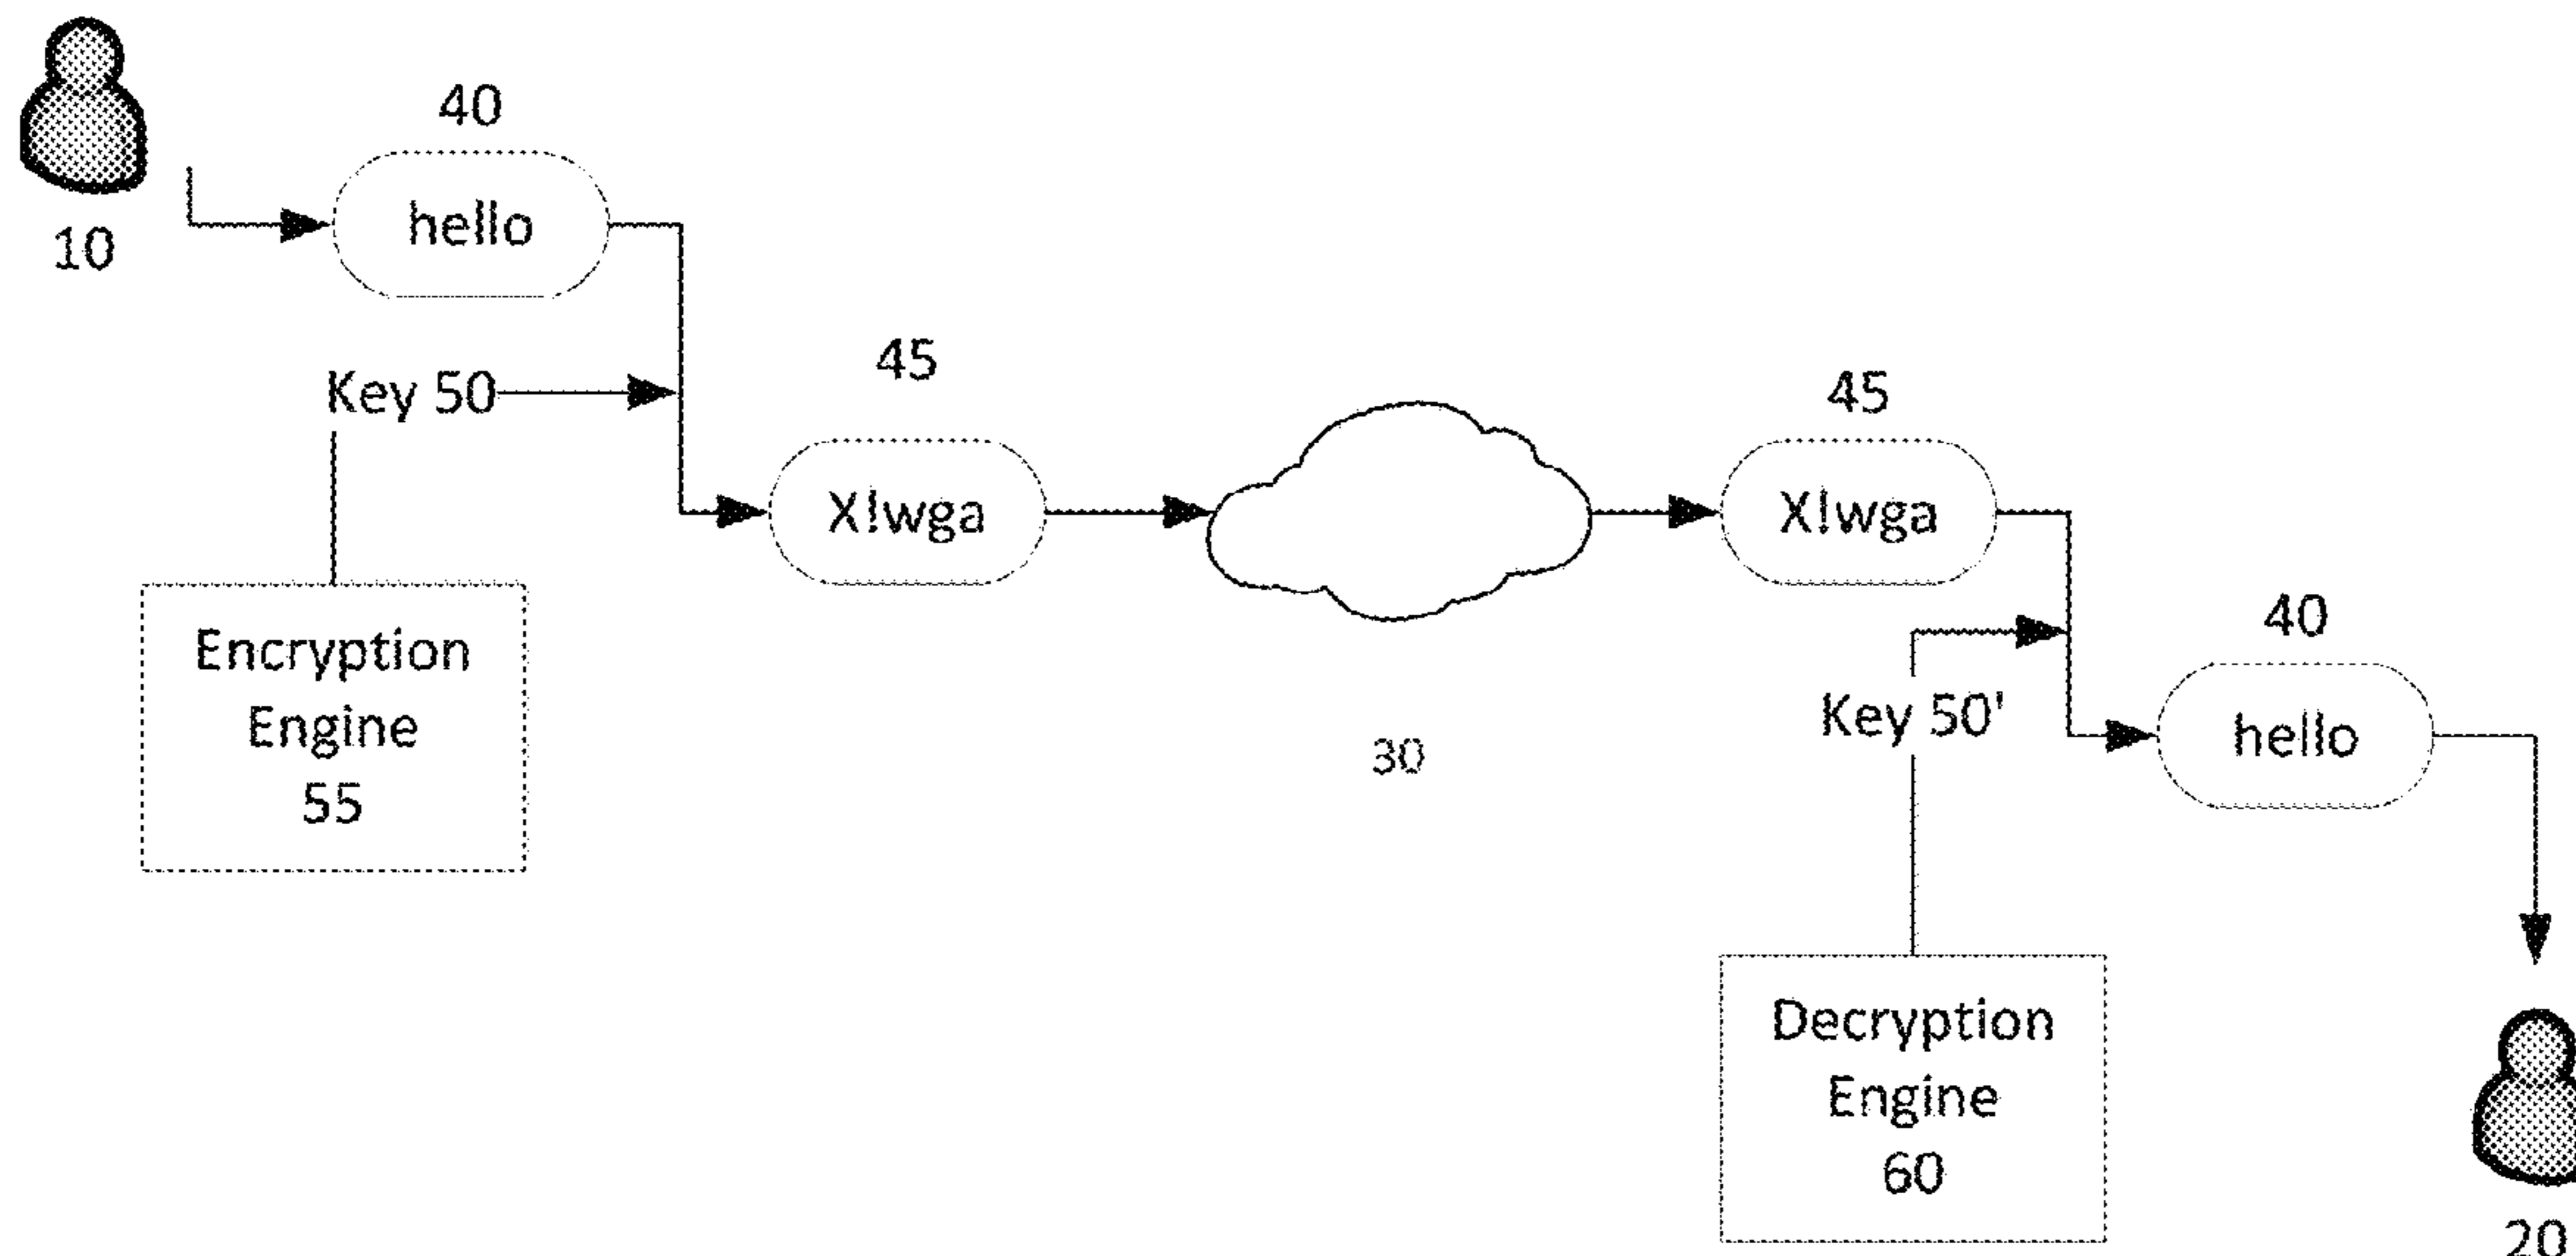 40
hello
10
Key 50
45
X!wga
Encryption
Engine
55
30
45
X!wga
Key 50'
40
hello
Decryption
Engine
60
20